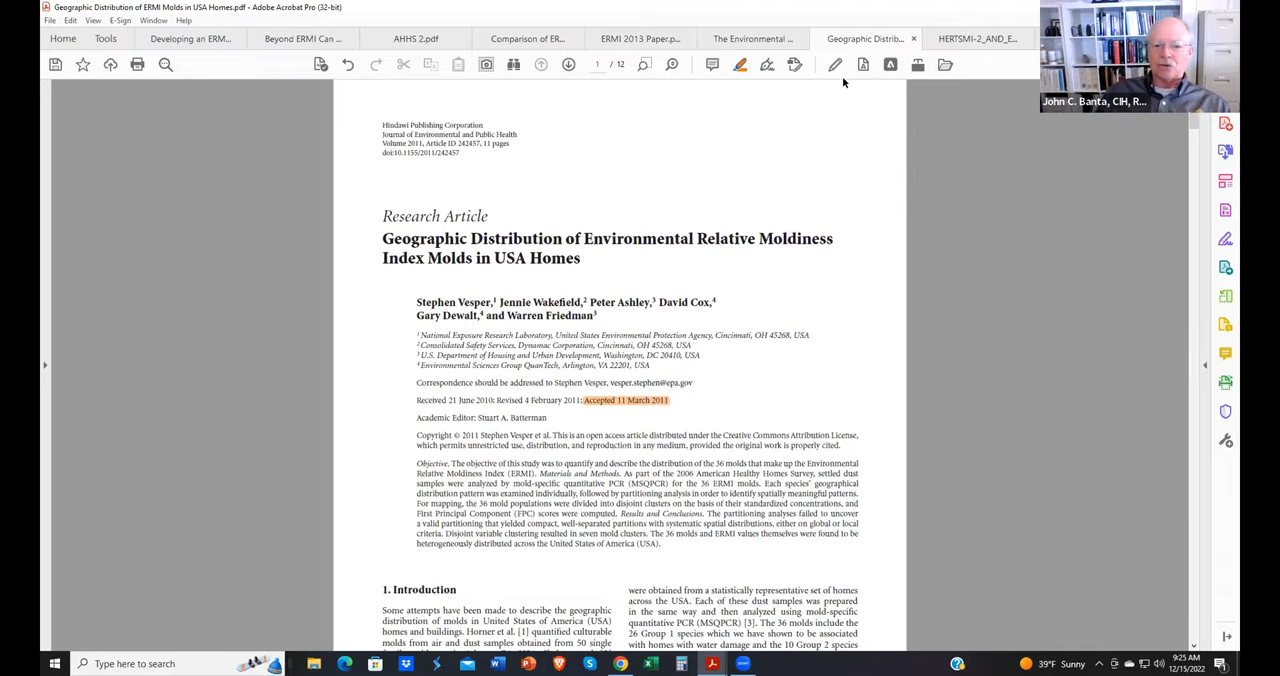 Geographic Distribution of ERMI Molds in USA Homes.pdf - Adobe Acrobat Pro (32-bit)
File Edit View E-Sign Window Help
Home Tools Developing an ERM... Beyond ERMI Can ... AHHS 2.pdf Comparison of ER... ERMI 2013 Paper.p... The Environmental ... Geographic Distrib... × HERTSMI-2_AND_E...
1 / 12
John C. Banta, CIH, R...
Hindawi Publishing Corporation
Journal of Environmental and Public Health
Volume 2011, Article ID 242457, 11 pages
doi:10.1155/2011/242457
Research Article
Geographic Distribution of Environmental Relative Moldiness
Index Molds in USA Homes
Stephen Vesper,1 Jennie Wakefield,2 Peter Ashley,3 David Cox,4
Gary Dewalt,4 and Warren Friedman3
1 National Exposure Research Laboratory, United States Environmental Protection Agency, Cincinnati, OH 45268, USA
2 Consolidated Safety Services, Dynamac Corporation, Cincinnati, OH 45268, USA
3 U.S. Department of Housing and Urban Development, Washington, DC 20410, USA
4 Environmental Sciences Group QuanTech, Arlington, VA 22201, USA
Correspondence should be addressed to Stephen Vesper, vesper.stephen@epa.gov
Received 21 June 2010; Revised 4 February 2011; Accepted 11 March 2011
Academic Editor: Stuart A. Batterman
Copyright © 2011 Stephen Vesper et al. This is an open access article distributed under the Creative Commons Attribution License,
which permits unrestricted use, distribution, and reproduction in any medium, provided the original work is properly cited.
Objective. The objective of this study was to quantify and describe the distribution of the 36 molds that make up the Environmental
Relative Moldiness Index (ERMI). Materials and Methods. As part of the 2006 American Healthy Homes Survey, settled dust
samples were analyzed by mold-specific quantitative PCR (MSQPCR) for the 36 ERMI molds. Each species' geographical
distribution pattern was examined individually, followed by partitioning analysis in order to identify spatially meaningful patterns.
For mapping, the 36 mold populations were divided into disjoint clusters on the basis of their standardized concentrations, and
First Principal Component (FPC) scores were computed. Results and Conclusions. The partitioning analyses failed to uncover
a valid partitioning that yielded compact, well-separated partitions with systematic spatial distributions, either on global or local
criteria. Disjoint variable clustering resulted in seven mold clusters. The 36 molds and ERMI values themselves were found to be
heterogeneously distributed across the United States of America (USA).
1. Introduction
Some attempts have been made to describe the geographic
distribution of molds in United States of America (USA)
homes and buildings. Horner et al. [1] quantified culturable
molds from air and dust samples obtained from 50 single
were obtained from a statistically representative set of homes
across the USA. Each of these dust samples was prepared
in the same way and then analyzed using mold-specific
quantitative PCR (MSQPCR) [3]. The 36 molds include the
26 Group 1 species which we have shown to be associated
with homes with water damage and the 10 Group 2 species
Type here to search
39°F Sunny
9:25 AM
12/15/2022